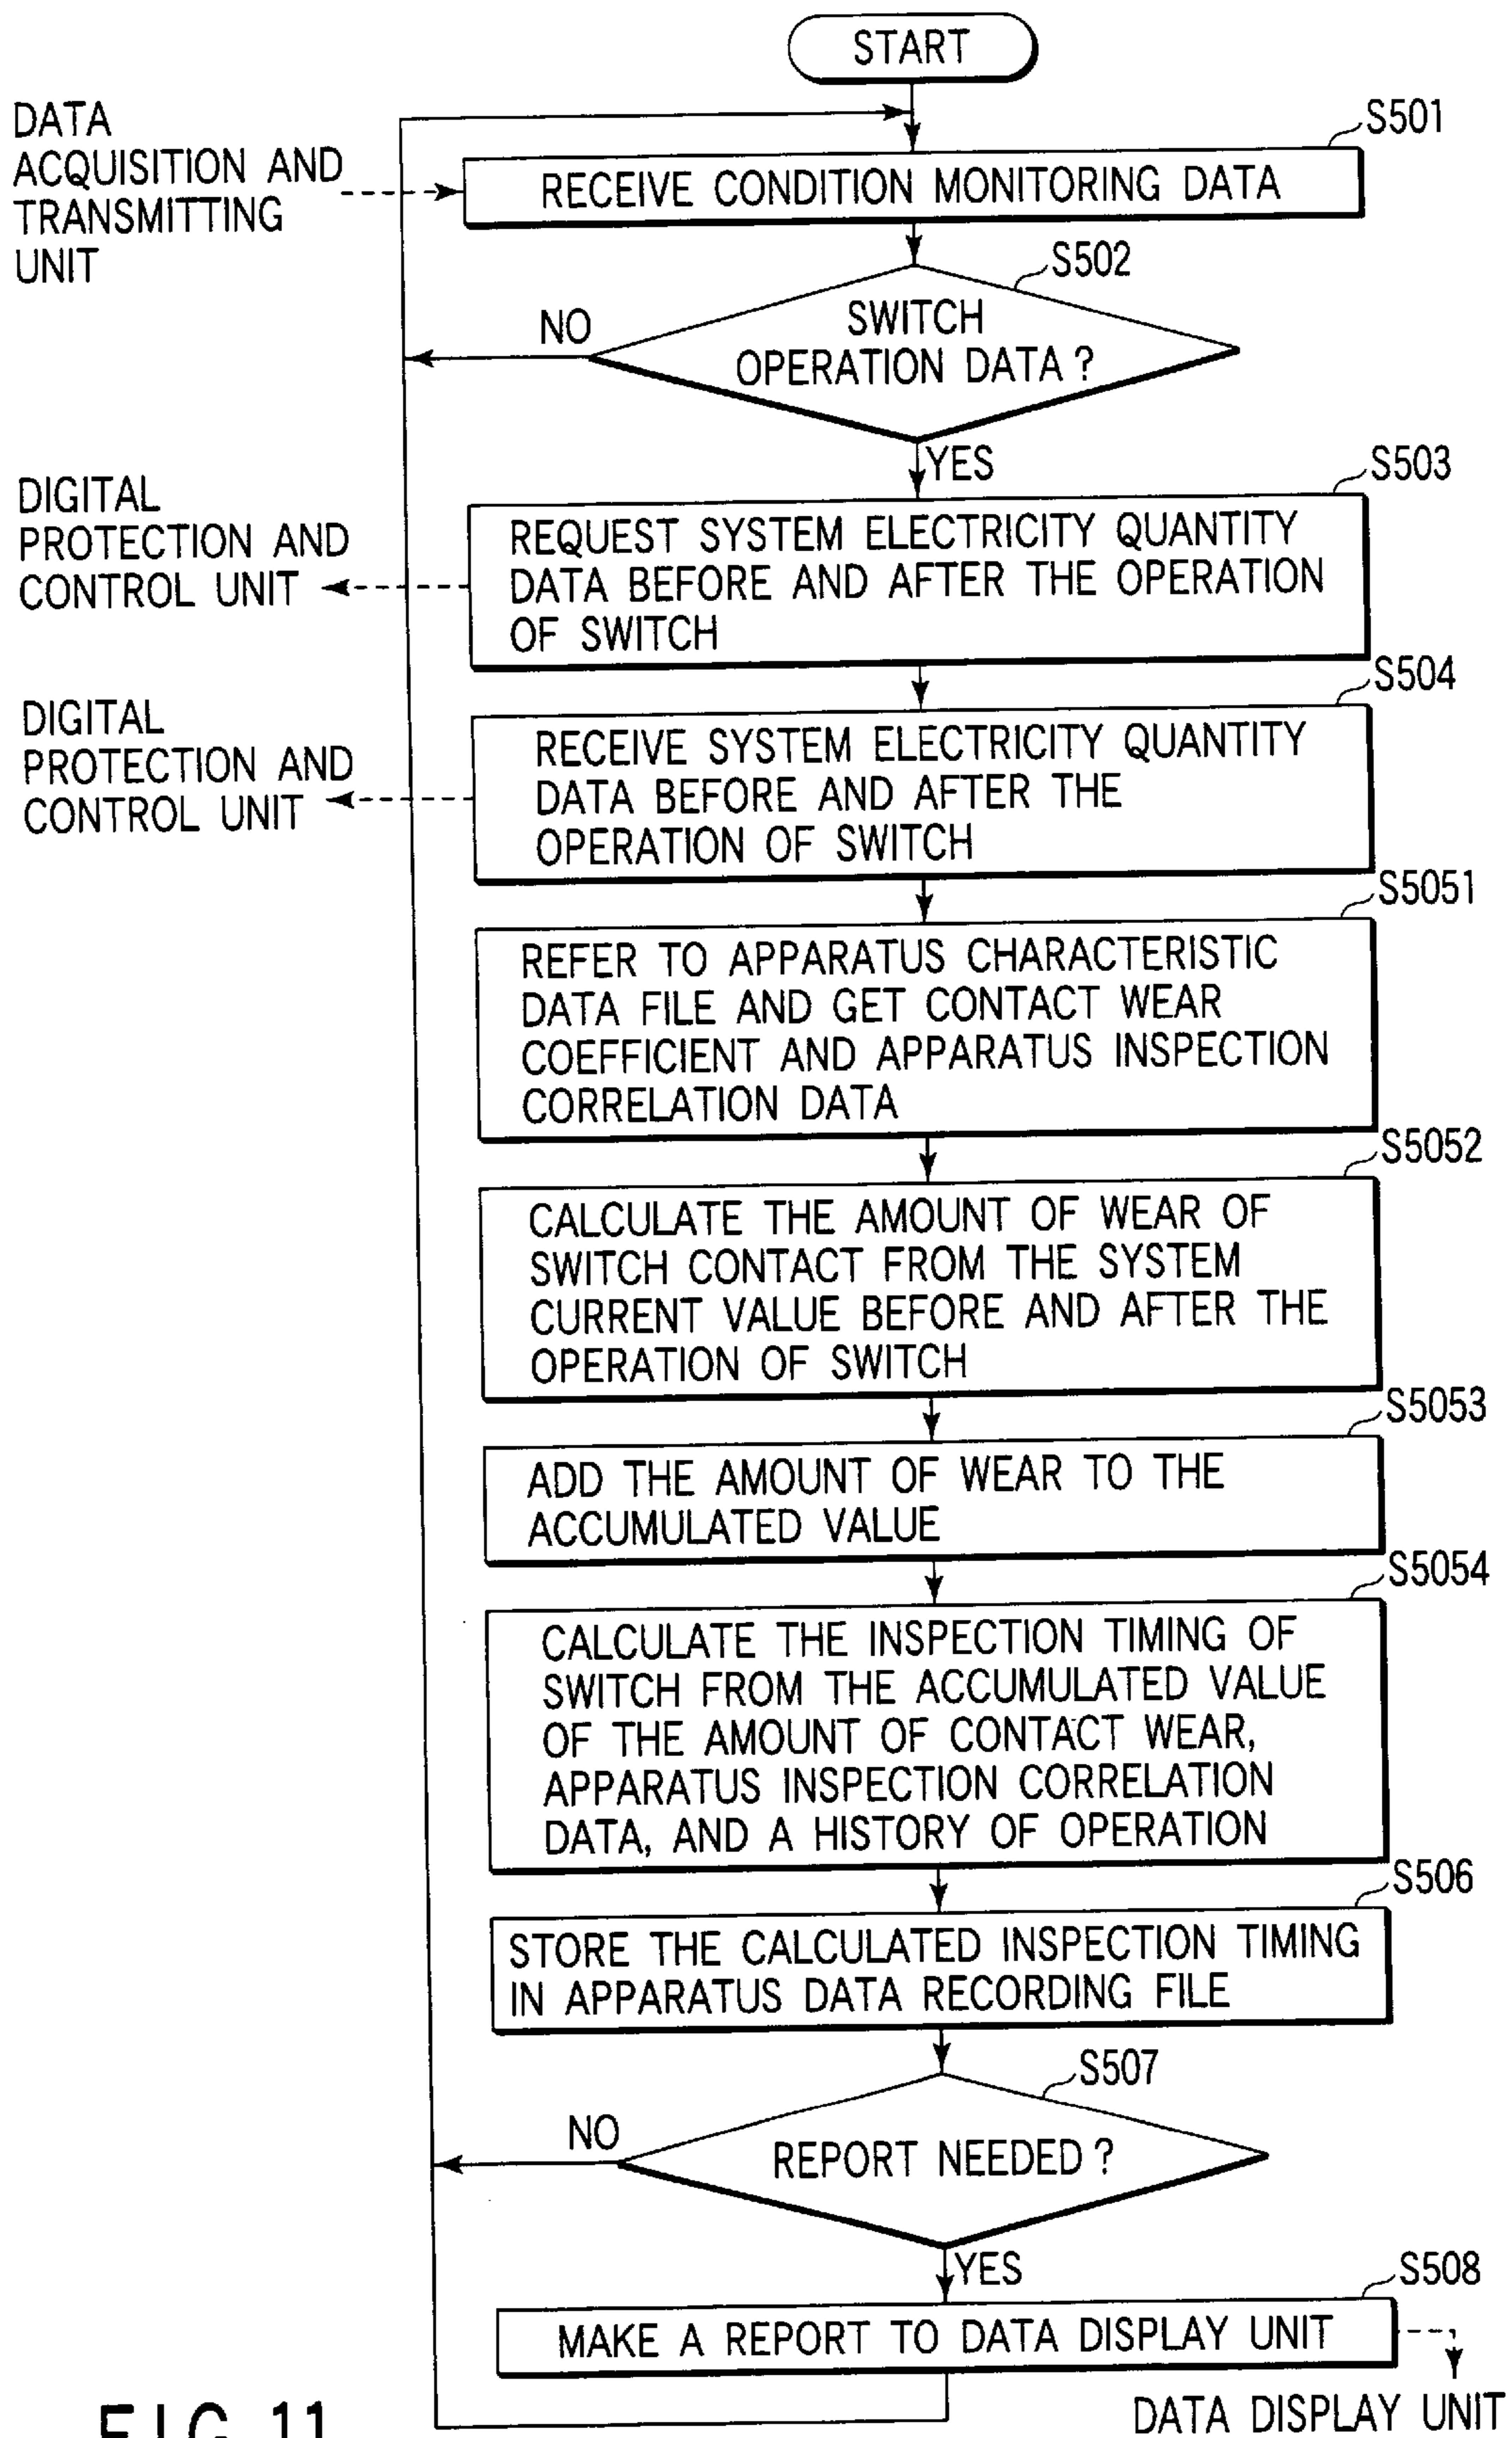 START
DATA
ACQUISITION AND
TRANSMITTING
UNIT
S501
RECEIVE CONDITION MONITORING DATA
S502
SWITCH
OPERATION DATA ?
NO
YES
DIGITAL
PROTECTION AND
CONTROL UNIT
S503
REQUEST SYSTEM ELECTRICITY QUANTITY
DATA BEFORE AND AFTER THE OPERATION
OF SWITCH
DIGITAL
PROTECTION AND
CONTROL UNIT
S504
RECEIVE SYSTEM ELECTRICITY QUANTITY
DATA BEFORE AND AFTER THE
OPERATION OF SWITCH
S5051
REFER TO APPARATUS CHARACTERISTIC
DATA FILE AND GET CONTACT WEAR
COEFFICIENT AND APPARATUS INSPECTION
CORRELATION DATA
S5052
CALCULATE THE AMOUNT OF WEAR OF
SWITCH CONTACT FROM THE SYSTEM
CURRENT VALUE BEFORE AND AFTER THE
OPERATION OF SWITCH
S5053
ADD THE AMOUNT OF WEAR TO THE
ACCUMULATED VALUE
S5054
CALCULATE THE INSPECTION TIMING OF
SWITCH FROM THE ACCUMULATED VALUE
OF THE AMOUNT OF CONTACT WEAR,
APPARATUS INSPECTION CORRELATION
DATA, AND A HISTORY OF OPERATION
S506
STORE THE CALCULATED INSPECTION TIMING
IN APPARATUS DATA RECORDING FILE
S507
REPORT NEEDED ?
NO
YES
S508
MAKE A REPORT TO DATA DISPLAY UNIT
DATA DISPLAY UNIT
FIG. 11